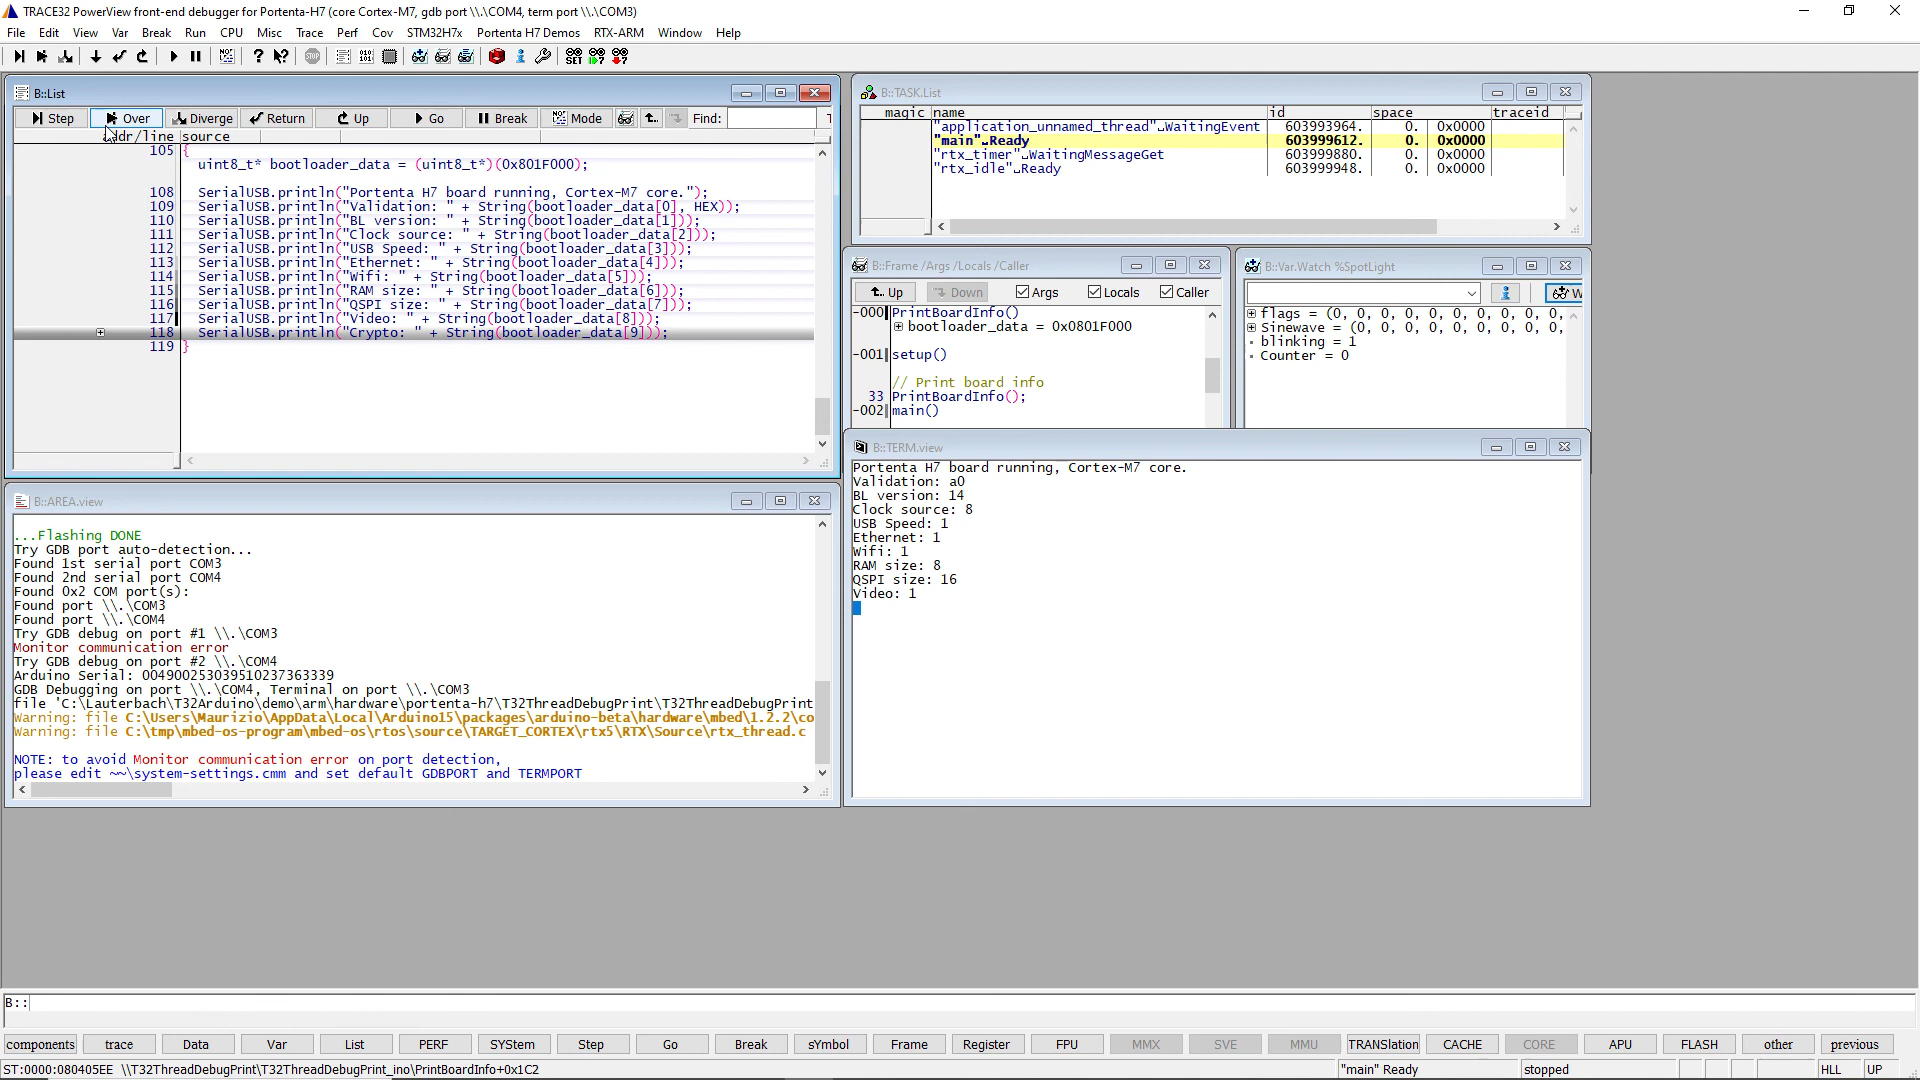 TRACE32 PowerView front-end debugger for Portenta-H7 (core Cortex-M7, gdb port \\.\COM4, term port \\.\COM3)
File Edit View Var Break Run CPU Misc Trace Perf Cov STM32H7x Portenta H7 Demos RTX-ARM Window Help
B::List
Step Over Diverge Return Up Go Break Mode Find:
addr/line source
105 {
uint8_t* bootloader_data = (uint8_t*)(0x801F000);
108 SerialUSB.println("Portenta H7 board running, Cortex-M7 core.");
109 SerialUSB.println("Validation: " + String(bootloader_data[0], HEX));
110 SerialUSB.println("BL version: " + String(bootloader_data[1]));
111 SerialUSB.println("Clock source: " + String(bootloader_data[2]));
112 SerialUSB.println("USB Speed: " + String(bootloader_data[3]));
113 SerialUSB.println("Ethernet: " + String(bootloader_data[4]));
114 SerialUSB.println("Wifi: " + String(bootloader_data[5]));
115 SerialUSB.println("RAM size: " + String(bootloader_data[6]));
116 SerialUSB.println("QSPI size: " + String(bootloader_data[7]));
117 SerialUSB.println("Video: " + String(bootloader_data[8]));
118 SerialUSB.println("Crypto: " + String(bootloader_data[9]));
119 }
B::TASK.List
magic name id space traceid
"application_unnamed_thread"␣WaitingEvent 603993964. 0. 0x0000
"main"␣Ready 603999612. 0. 0x0000
"rtx_timer"␣WaitingMessageGet 603999880. 0. 0x0000
"rtx_idle"␣Ready 603999948. 0. 0x0000
B::Frame /Args /Locals /Caller
Up Down Args Locals Caller
-000 PrintBoardInfo()
bootloader_data = 0x0801F000
-001 setup()
// Print board info
33 PrintBoardInfo();
-002 main()
B::Var.Watch %SpotLight
W
flags = (0, 0, 0, 0, 0, 0, 0, 0, 0,
Sinewave = (0, 0, 0, 0, 0, 0, 0,
blinking = 1
Counter = 0
B::AREA.view
...Flashing DONE
Try GDB port auto-detection...
Found 1st serial port COM3
Found 2nd serial port COM4
Found 0x2 COM port(s):
Found port \\.\COM3
Found port \\.\COM4
Try GDB debug on port #1 \\.\COM3
Monitor communication error
Try GDB debug on port #2 \\.\COM4
Arduino Serial: 004900253039510237363339
GDB Debugging on port \\.\COM4, Terminal on port \\.\COM3
file 'C:\Lauterbach\T32Arduino\demo\arm\hardware\portenta-h7\T32ThreadDebugPrint\T32ThreadDebugPrint
Warning: file C:\Users\Maurizio\AppData\Local\Arduino15\packages\arduino-beta\hardware\mbed\1.2.2\co
Warning: file C:\tmp\mbed-os-program\mbed-os\rtos\source\TARGET_CORTEX\rtx5\RTX\Source\rtx_thread.c
NOTE: to avoid Monitor communication error on port detection,
please edit ~~\system-settings.cmm and set default GDBPORT and TERMPORT
B::TERM.view
Portenta H7 board running, Cortex-M7 core.
Validation: a0
BL version: 14
Clock source: 8
USB Speed: 1
Ethernet: 1
Wifi: 1
RAM size: 8
QSPI size: 16
Video: 1
B::
components trace Data Var List PERF SYStem Step Go Break sYmbol Frame Register FPU MMX SVE MMU TRANSlation CACHE CORE APU FLASH other previous
ST:0000:080405EE \\T32ThreadDebugPrint\T32ThreadDebugPrint_ino\PrintBoardInfo+0x1C2 "main" Ready stopped HLL UP